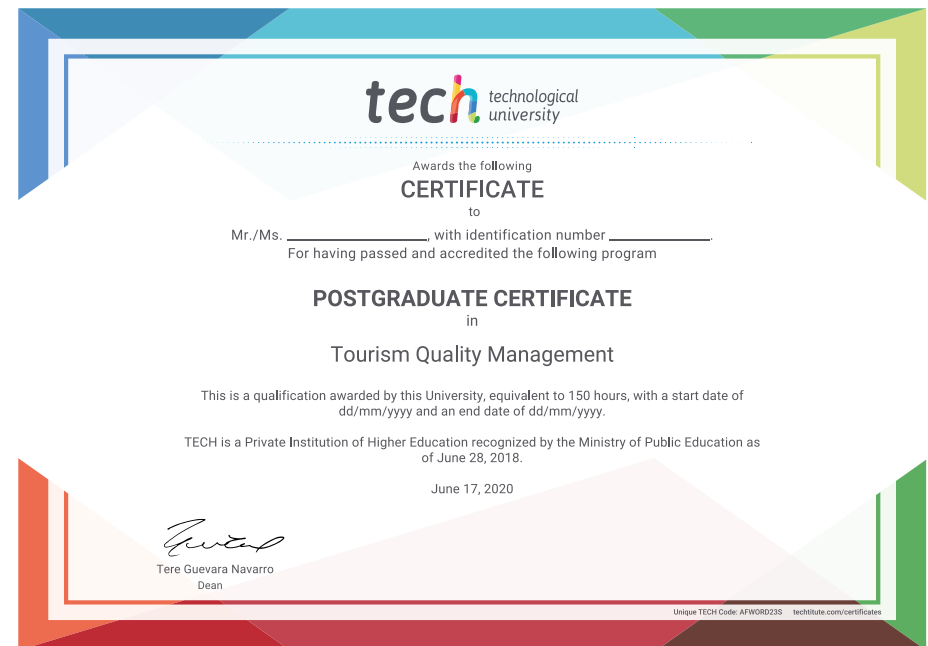 tech technological
university
Awards the following
CERTIFICATE
to
Mr./Ms. ____________________, with identification number ______________.
For having passed and accredited the following program
POSTGRADUATE CERTIFICATE
in
Tourism Quality Management
This is a qualification awarded by this University, equivalent to 150 hours, with a start date of
dd/mm/yyyy and an end date of dd/mm/yyyy.
TECH is a Private Institution of Higher Education recognized by the Ministry of Public Education as
of June 28, 2018.
June 17, 2020
Tere Guevara Navarro
Dean
Unique TECH Code: AFWORD23S techtitute.com/certificates